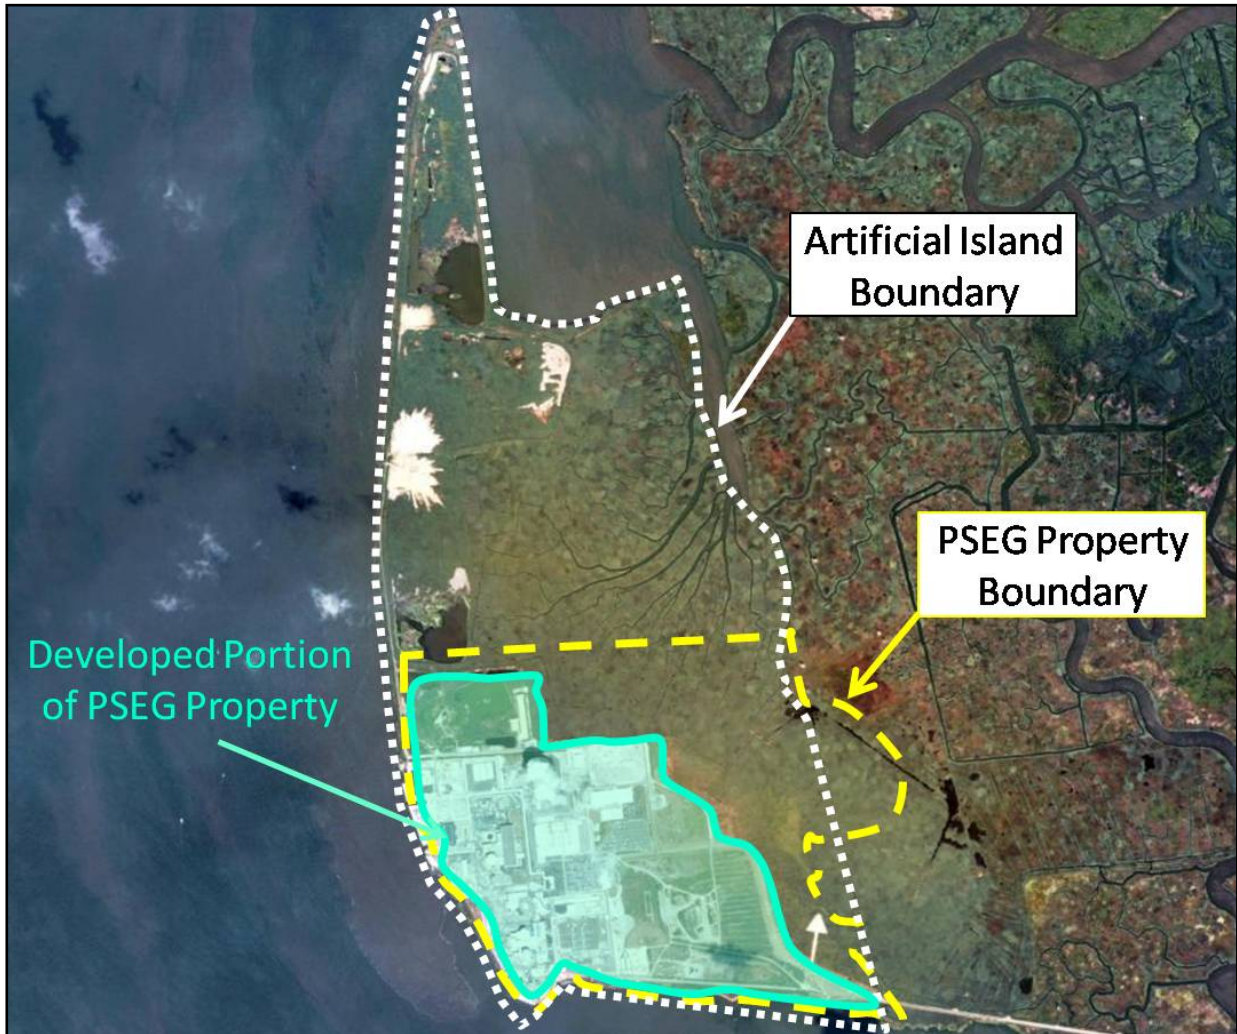 Artificial Island
Boundary
PSEG Property
Boundary
Developed Portion
of PSEG Property